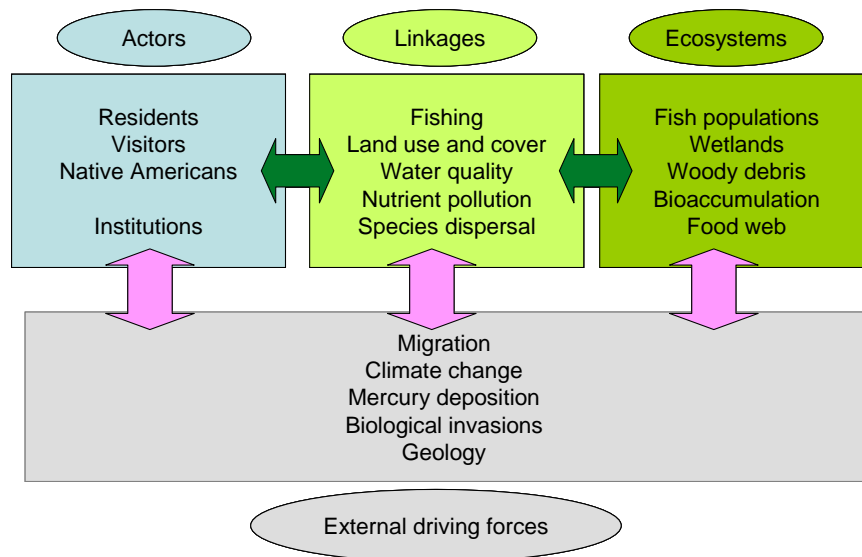 Actors
Linkages
Ecosystems
Residents
Visitors
Native Americans
Institutions
Fishing
Land use and cover
Water quality
Nutrient pollution
Species dispersal
Fish populations
Wetlands
Woody debris
Bioaccumulation
Food web
Migration
Climate change
Mercury deposition
Biological invasions
Geology
External driving forces